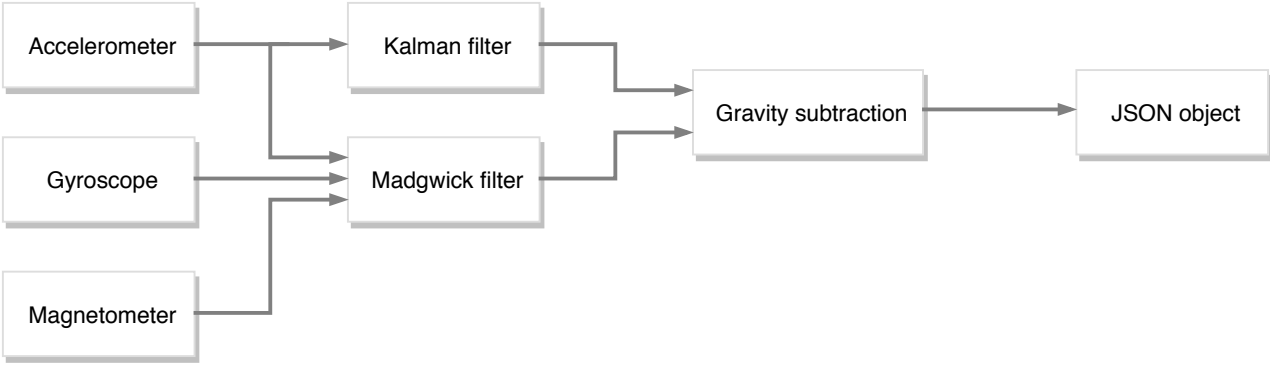 Accelerometer
Kalman filter
Gravity subtraction
JSON object
Gyroscope
Madgwick filter
Magnetometer